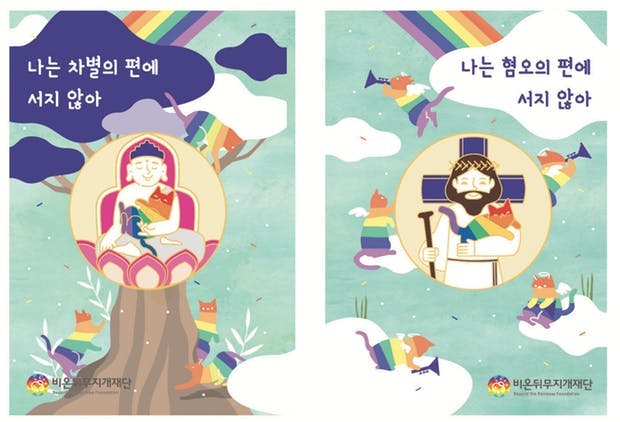 나는 차별의 편에
서지 않아
비온뒤무지개재단
Beyond the Rainbow Foundation
나는 혐오의 편에
서지 않아
비온뒤무지개재단
Beyond the Rainbow Foundation